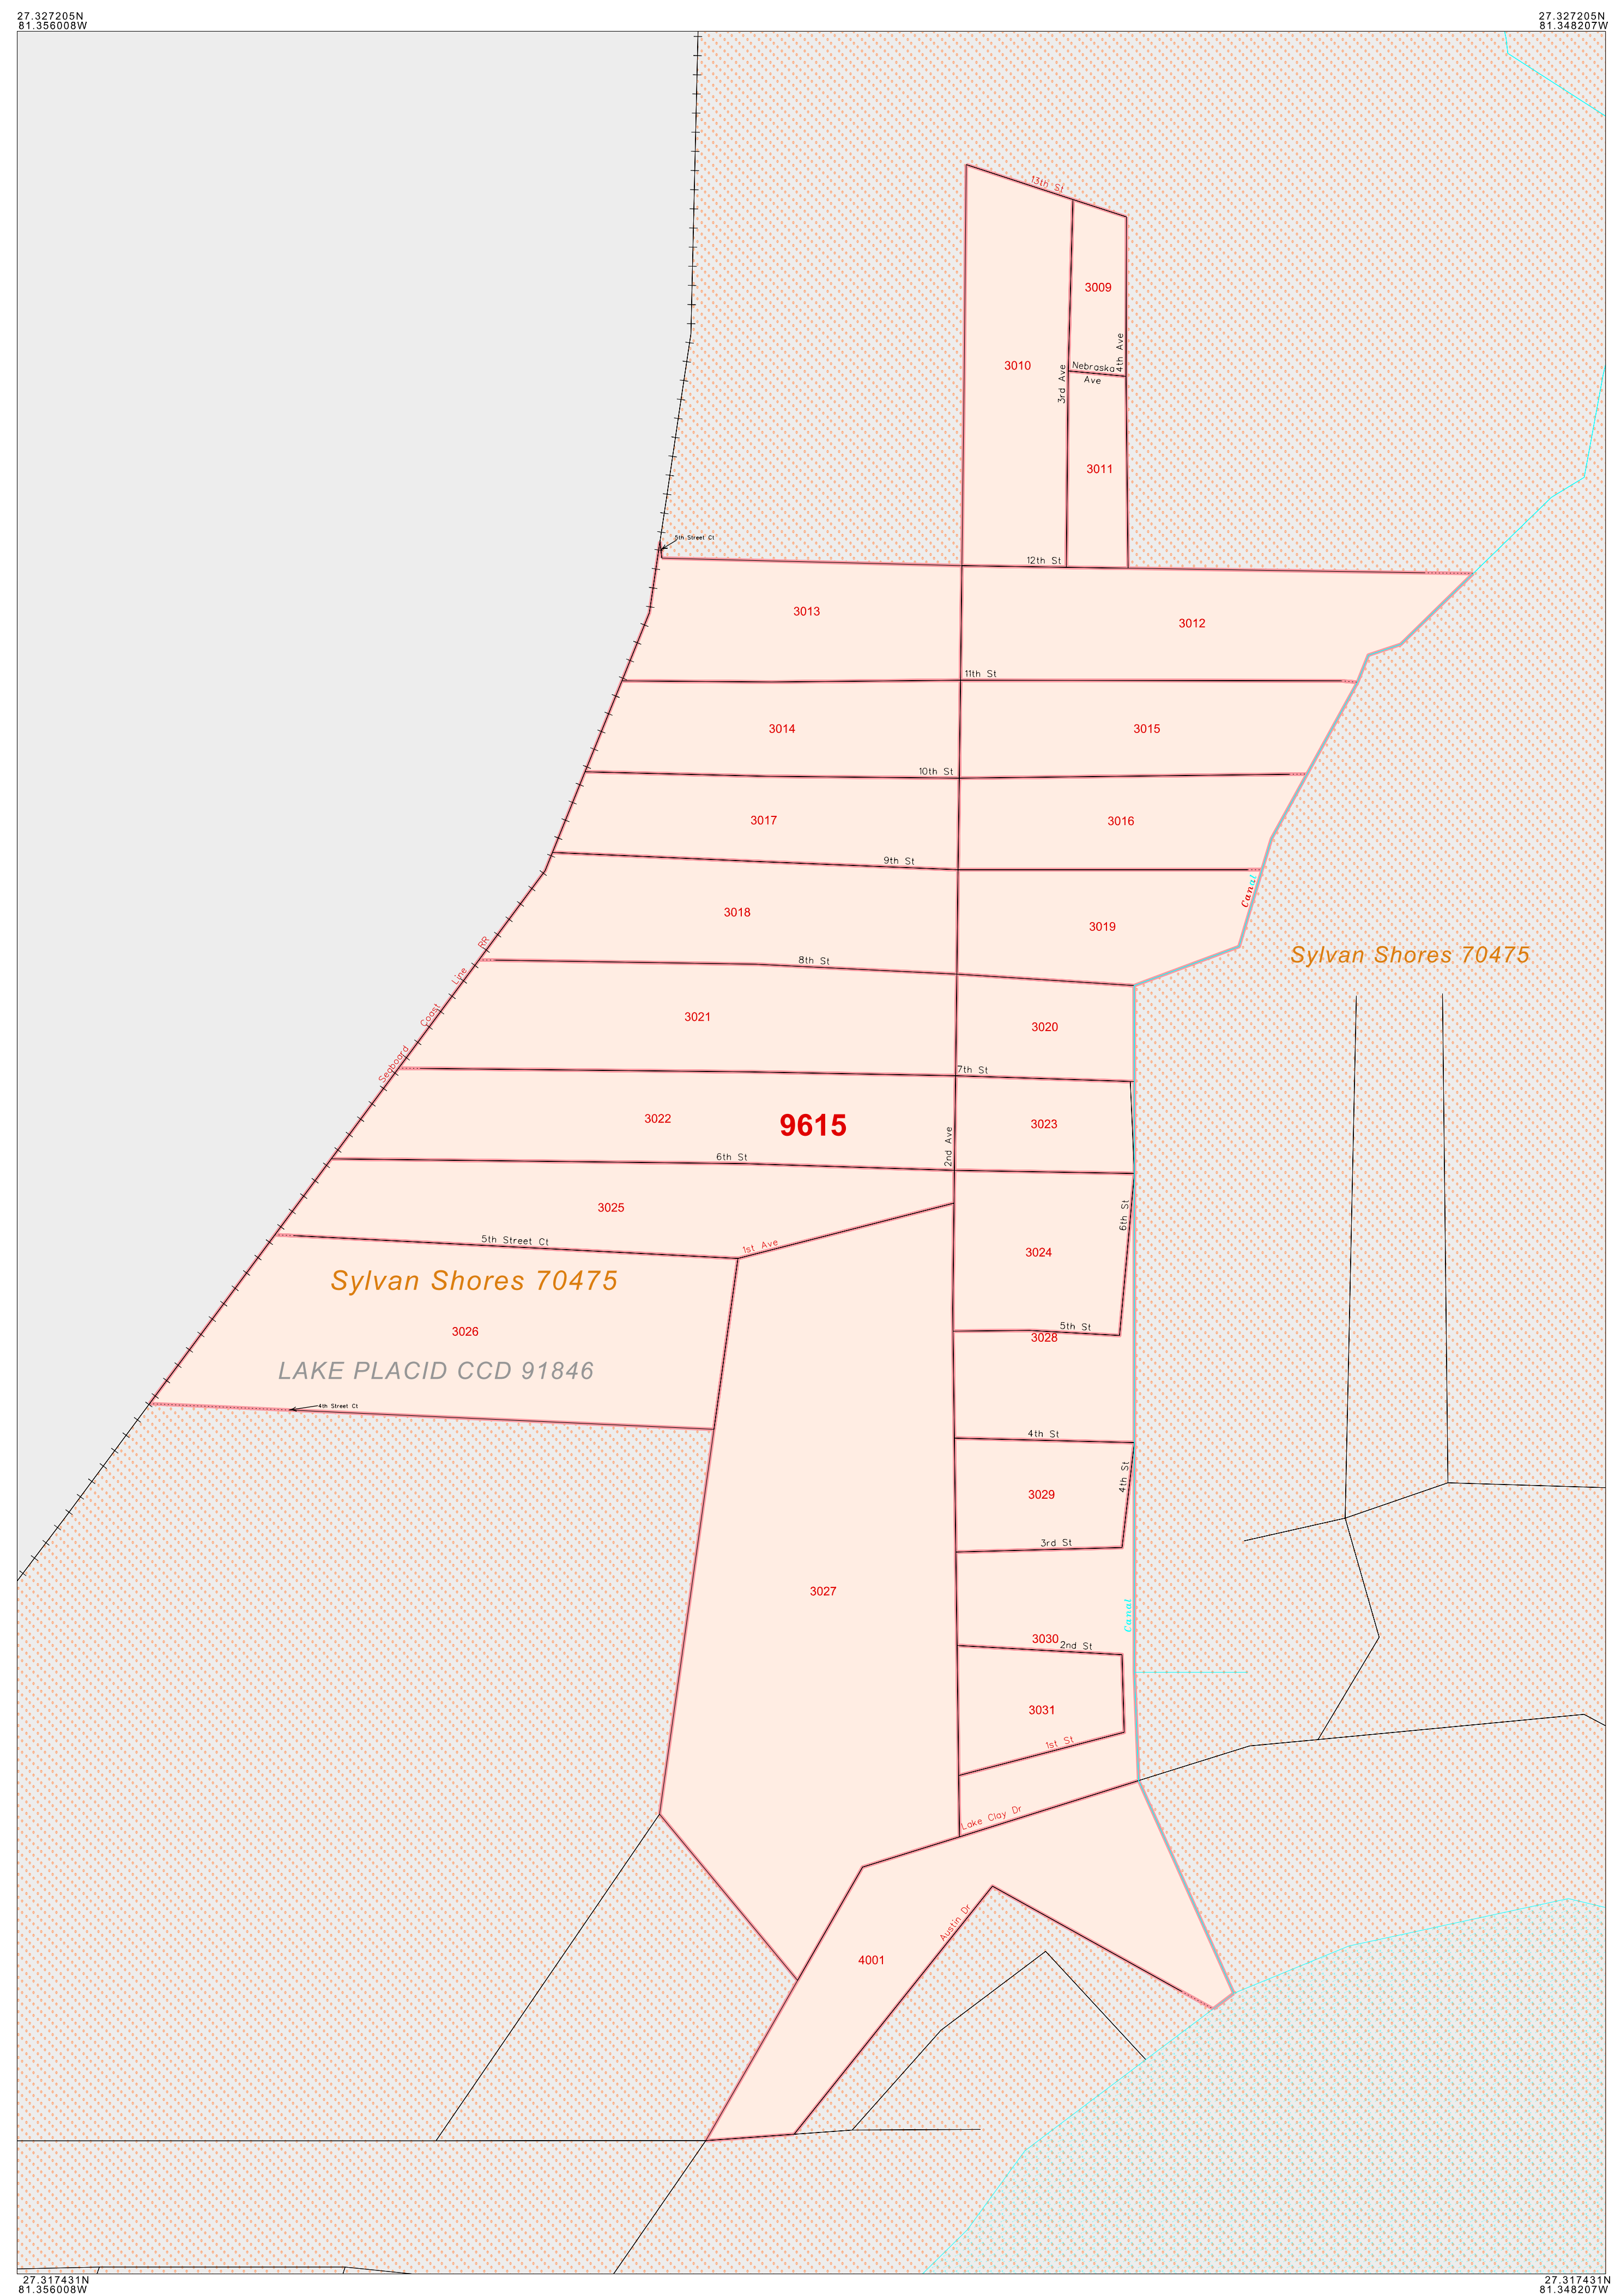 27.327205N
81.356008W
27.327205N
81.348207W
13th St
3009
4th Ave
3010
3rd Ave
Nebraska
Ave
3011
5th Street Ct
12th St
3013
3012
11th St
3014
3015
10th St
3017
3016
9th St
Canal
3018
3019
Seaboard Coast Line RR
Sylvan Shores 70475
8th St
3021
3020
7th St
3022
9615
3023
2nd Ave
6th St
3025
6th St
5th Street Ct
1st Ave
3024
Sylvan Shores 70475
3026
5th St
3028
LAKE PLACID CCD 91846
4th Street Ct
4th St
4th St
3029
3rd St
3027
Canal
3030
2nd St
3031
1st St
Lake Clay Dr
Austin Dr
4001
27.317431N
81.356008W
27.317431N
81.348207W